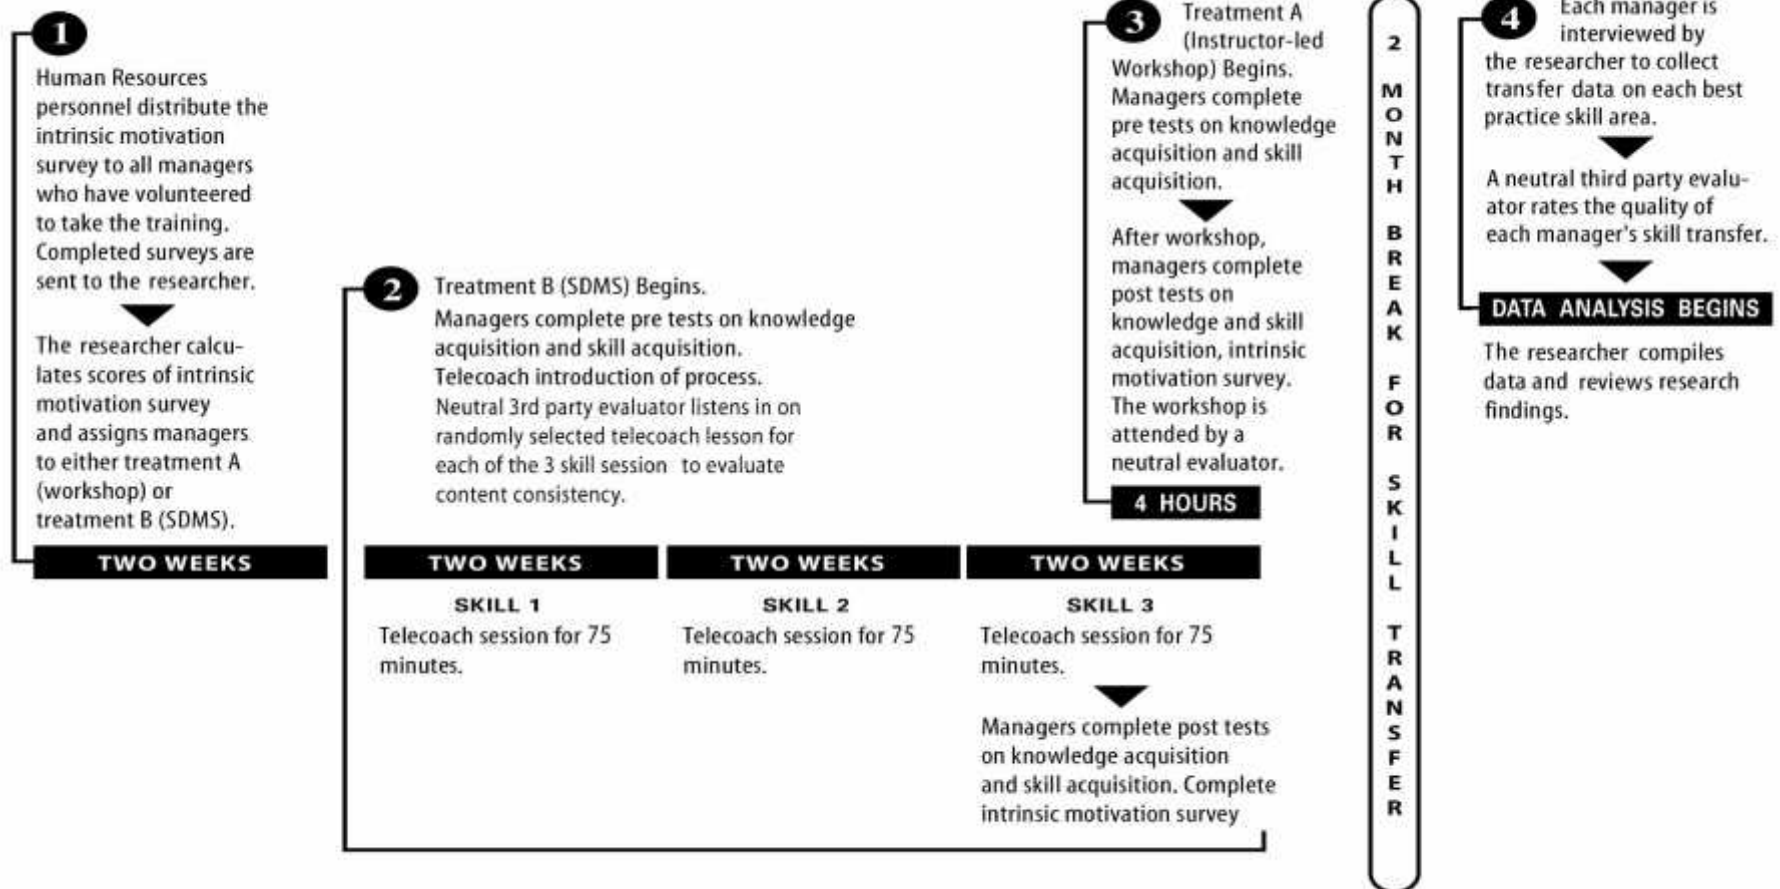 1
Human Resources
personnel distribute the
intrinsic motivation
survey to all managers
who have volunteered
to take the training.
Completed surveys are
sent to the researcher.
The researcher calcu-
lates scores of intrinsic
motivation survey
and assigns managers
to either treatment A
(workshop) or
treatment B (SDMS).
TWO WEEKS
2
Treatment B (SDMS) Begins.
Managers complete pre tests on knowledge
acquisition and skill acquisition.
Telecoach introduction of process.
Neutral 3rd party evaluator listens in on
randomly selected telecoach lesson for
each of the 3 skill session to evaluate
content consistency.
TWO WEEKS
SKILL 1
Telecoach session for 75
minutes.
TWO WEEKS
SKILL 2
Telecoach session for 75
minutes.
TWO WEEKS
SKILL 3
Telecoach session for 75
minutes.
Managers complete post tests
on knowledge acquisition
and skill acquisition. Complete
intrinsic motivation survey
3
Treatment A
(Instructor-led
Workshop) Begins.
Managers complete
pre tests on knowledge
acquisition and skill
acquisition.
After workshop,
managers complete
post tests on
knowledge and skill
acquisition, intrinsic
motivation survey.
The workshop is
attended by a
neutral evaluator.
4 HOURS
2 MONTH BREAK FOR SKILL TRANSFER
4
Each manager is
interviewed by
the researcher to collect
transfer data on each best
practice skill area.
A neutral third party evalu-
ator rates the quality of
each manager's skill transfer.
DATA ANALYSIS BEGINS
The researcher compiles
data and reviews research
findings.